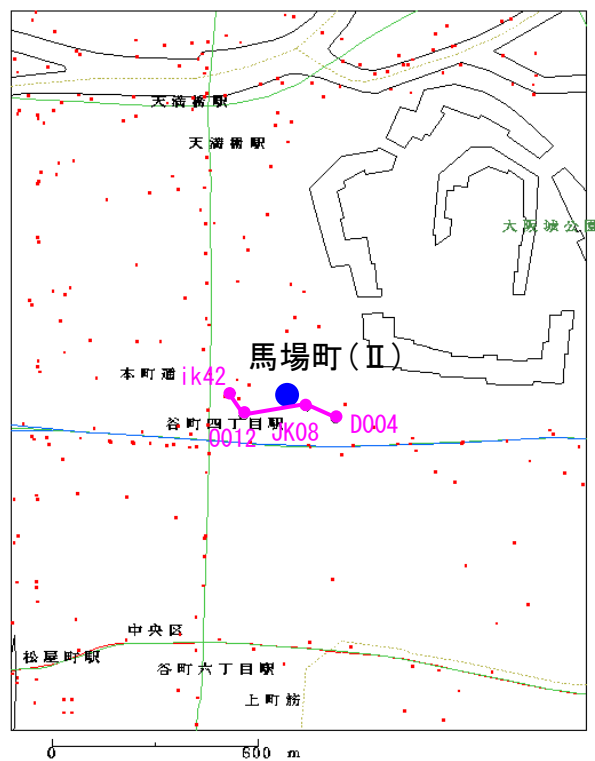 天満橋駅
天満橋駅
大阪城公園
馬場町(Ⅱ)
本町通
ik42
谷町四丁目駅
0012
JK08
D004
中央区
松屋町駅
谷町六丁目駅
上町筋
0
600 m